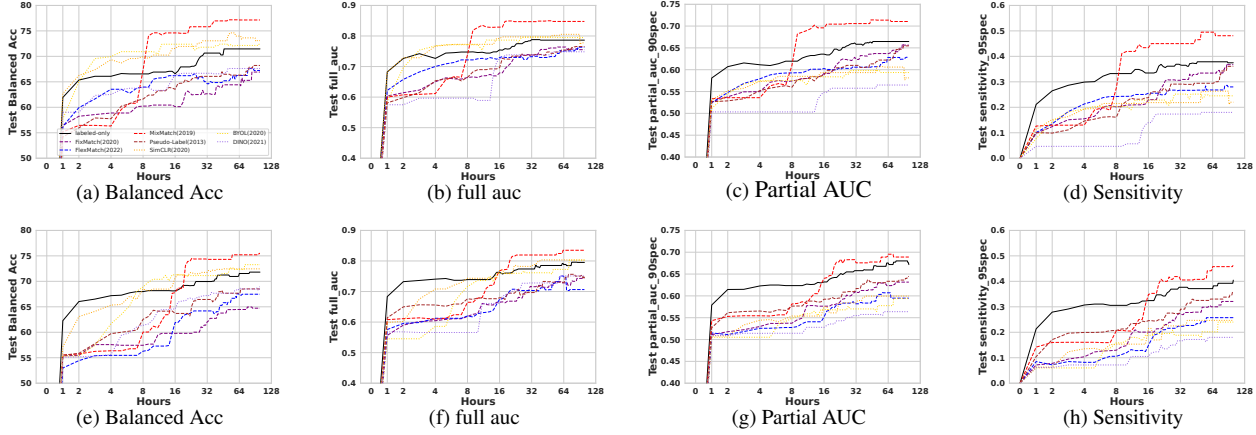 80
75
70
65
60
55
50
Test Balanced Acc
labeled-only
FixMatch(2020)
FlexMatch(2022)
MixMatch(2019)
Pseudo-Label(2013)
SimCLR(2020)
BYOL(2020)
DINO(2021)
0 1 2 4 8 16 32 64 128
Hours
(a) Balanced Acc
0.9
0.8
0.7
0.6
0.5
0.4
Test full_auc
0 1 2 4 8 16 32 64 128
Hours
(b) full auc
0.75
0.70
0.65
0.60
0.55
0.50
0.45
0.40
Test partial_auc_90spec
0 1 2 4 8 16 32 64 128
Hours
(c) Partial AUC
0.6
0.5
0.4
0.3
0.2
0.1
0.0
Test sensitivity_95spec
0 1 2 4 8 16 32 64 128
Hours
(d) Sensitivity
80
75
70
65
60
55
50
Test Balanced Acc
0 1 2 4 8 16 32 64 128
Hours
(e) Balanced Acc
0.9
0.8
0.7
0.6
0.5
0.4
Test full_auc
0 1 2 4 8 16 32 64 128
Hours
(f) full auc
0.75
0.70
0.65
0.60
0.55
0.50
0.45
0.40
Test partial_auc_90spec
0 1 2 4 8 16 32 64 128
Hours
(g) Partial AUC
0.6
0.5
0.4
0.3
0.2
0.1
0.0
Test sensitivity_95spec
0 1 2 4 8 16 32 64 128
Hours
(h) Sensitivity